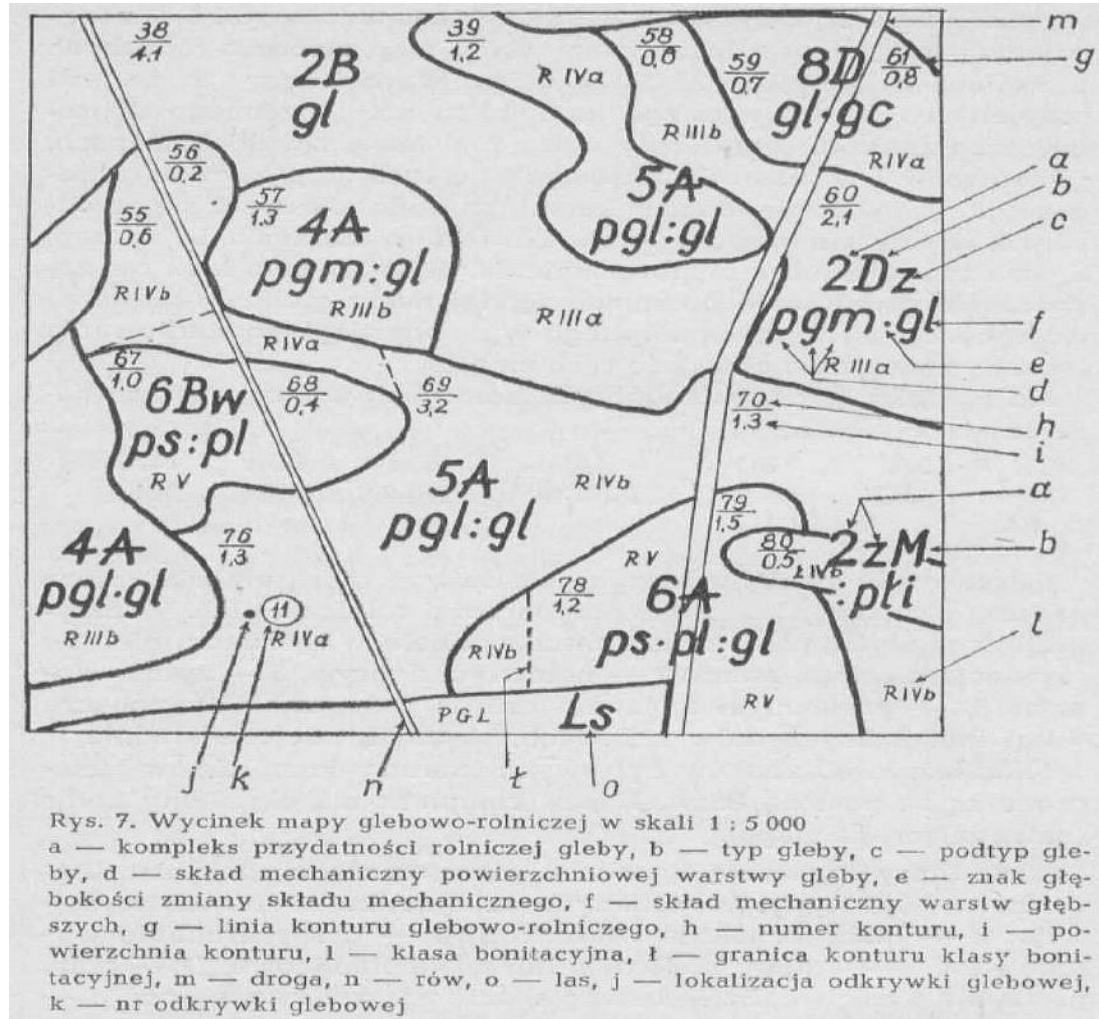 38
4,1
2B
gl
39
1,2
R IVa
58
0,6
R IIIb
59
0,7
8D
gl·gc
61
0,8
m
g
R IVa
56
0,2
57
1,3
4A
pgm:gl
R IIIb
5A
pgl:gl
60
2,1
a
b
c
55
0,6
R IVb
R IIIa
2Dz
pgm:gl
R IIIa
f
e
d
R IVa
67
1,0
68
0,4
69
3,2
70
1,3
h
i
6Bw
ps:pl
R V
5A
pgl:gl
R IVb
a
79
1,5
80
0,5
2zM
:płi
Ł IVb
b
4A
pgl·gl
R IIIb
76
1,3
11
R IVa
R V
78
1,2
6A
ps·pl:gl
R IVb
R V
R IVb
l
PGL
Ls
j
k
n
ł
o
Rys. 7. Wycinek mapy glebowo-rolniczej w skali 1 : 5 000
a — kompleks przydatności rolniczej gleby, b — typ gleby, c — podtyp gle-
by, d — skład mechaniczny powierzchniowej warstwy gleby, e — znak głę-
bokości zmiany składu mechanicznego, f — skład mechaniczny warstw głęb-
szych, g — linia konturu glebowo-rolniczego, h — numer konturu, i — po-
wierzchnia konturu, l — klasa bonitacyjna, ł — granica konturu klasy boni-
tacyjnej, m — droga, n — rów, o — las, j — lokalizacja odkrywki glebowej,
k — nr odkrywki glebowej